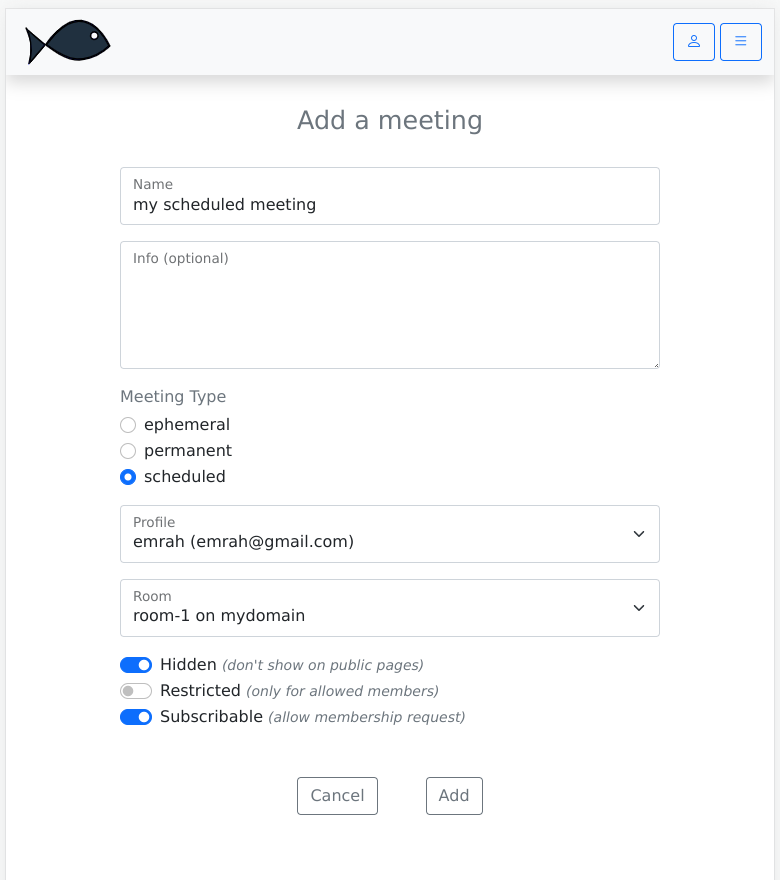 Add a meeting
Name
my scheduled meeting
Info (optional)
Meeting Type
ephemeral
permanent
scheduled
Profile
emrah (emrah@gmail.com)
Room
room-1 on mydomain
Hidden (don't show on public pages)
Restricted (only for allowed members)
Subscribable (allow membership request)
Cancel Add